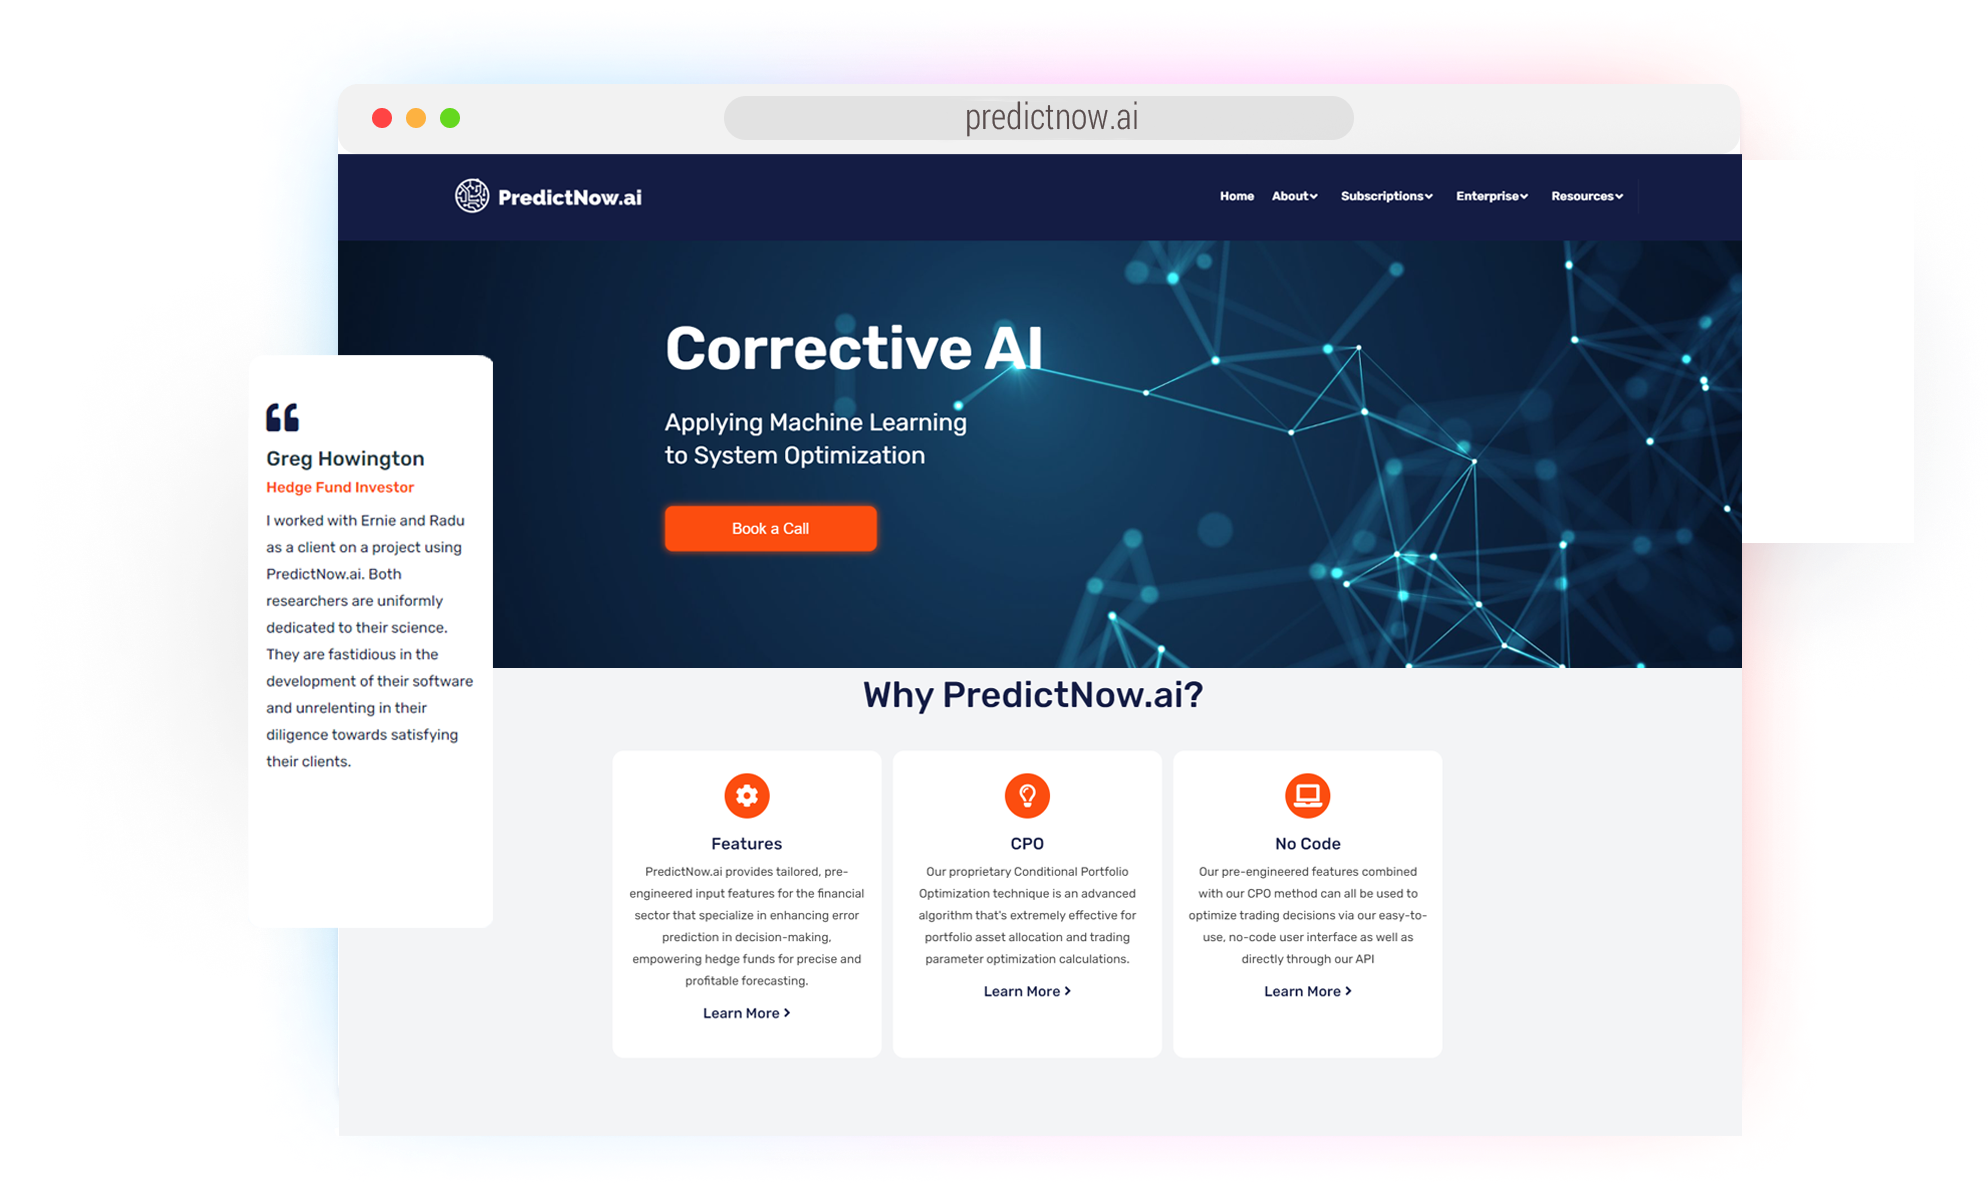 predictnow.ai
PredictNow.ai
Home About Subscriptions Enterprise Resources
Corrective AI
Applying Machine Learning
to System Optimization
Book a Call
Greg Howington
Hedge Fund Investor
I worked with Ernie and Radu
as a client on a project using
PredictNow.ai. Both
researchers are uniformly
dedicated to their science.
They are fastidious in the
development of their software
and unrelenting in their
diligence towards satisfying
their clients.
Why PredictNow.ai?
Features
PredictNow.ai provides tailored, pre-
engineered input features for the financial
sector that specialize in enhancing error
prediction in decision-making,
empowering hedge funds for precise and
profitable forecasting.
Learn More
CPO
Our proprietary Conditional Portfolio
Optimization technique is an advanced
algorithm that's extremely effective for
portfolio asset allocation and trading
parameter optimization calculations.
Learn More
No Code
Our pre-engineered features combined
with our CPO method can all be used to
optimize trading decisions via our easy-to-
use, no-code user interface as well as
directly through our API
Learn More